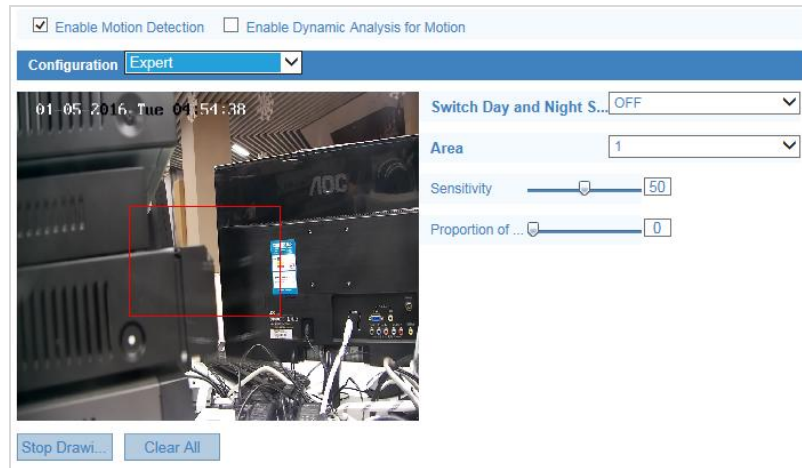 Enable Motion Detection Enable Dynamic Analysis for Motion
Configuration Expert
01-05-2016 Tue 04:54:38
AOC
Switch Day and Night S... OFF
Area 1
Sensitivity 50
Proportion of ... 0
Stop Drawi... Clear All